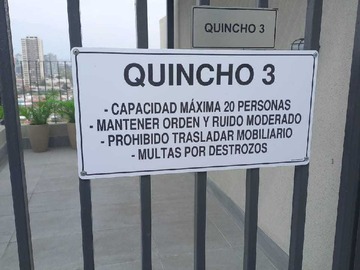 QUINCHO 3
QUINCHO 3
- CAPACIDAD MÁXIMA 20 PERSONAS
- MANTENER ORDEN Y RUIDO MODERADO
- PROHIBIDO TRASLADAR MOBILIARIO
- MULTAS POR DESTROZOS